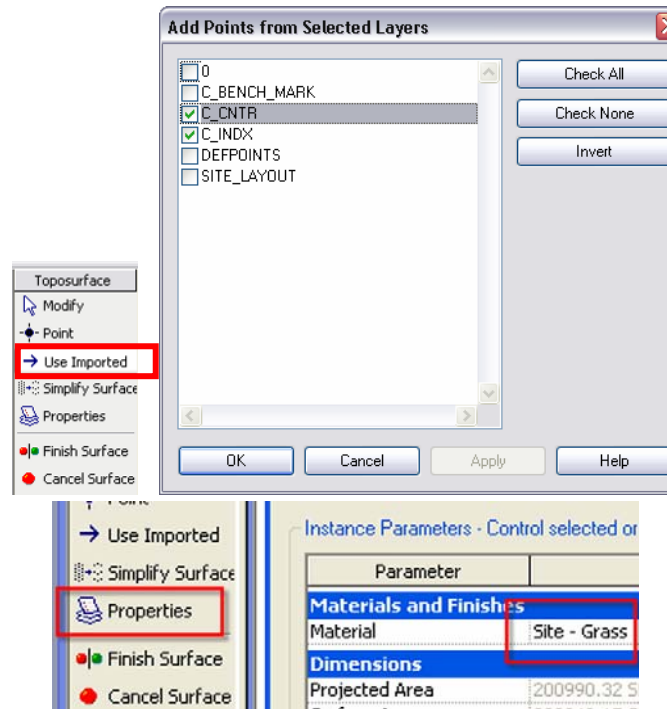 Add Points from Selected Layers
0
C_BENCH_MARK
C_CNTR
C_INDX
DEFPOINTS
SITE_LAYOUT
Check All
Check None
Invert
Toposurface
Modify
Point
Use Imported
Simplify Surface
Properties
Finish Surface
Cancel Surface
OK
Cancel
Apply
Help
Use Imported
Simplify Surface
Properties
Finish Surface
Cancel Surface
Instance Parameters - Control selected or
Parameter
Materials and Finishes
Material
Site - Grass
Dimensions
Projected Area
200990.32 S